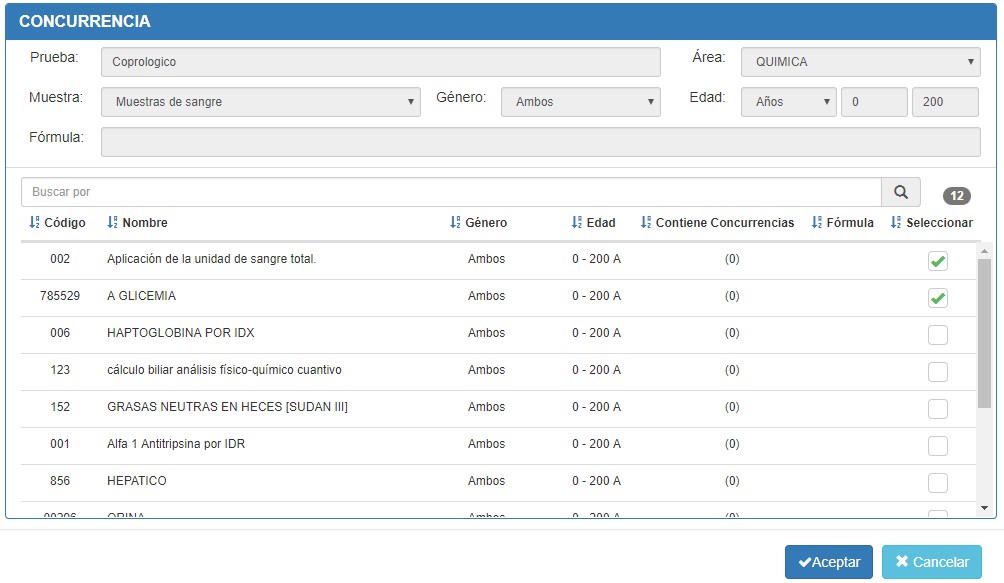 CONCURRENCIA
Prueba: Coprologico Área: QUIMICA
Muestra: Muestras de sangre Género: Ambos Edad: Años 0 200
Fórmula:
Buscar por 12
Código Nombre Género Edad Contiene Concurrencias Fórmula Seleccionar
002 Aplicación de la unidad de sangre total. Ambos 0 - 200 A (0)
785529 A GLICEMIA Ambos 0 - 200 A (0)
006 HAPTOGLOBINA POR IDX Ambos 0 - 200 A (0)
123 cálculo biliar análisis físico-químico cuantivo Ambos 0 - 200 A (0)
152 GRASAS NEUTRAS EN HECES [SUDAN III] Ambos 0 - 200 A (0)
001 Alfa 1 Antitripsina por IDR Ambos 0 - 200 A (0)
856 HEPATICO Ambos 0 - 200 A (0)
ORINA Ambos 0 - 200 A (0)
Aceptar Cancelar